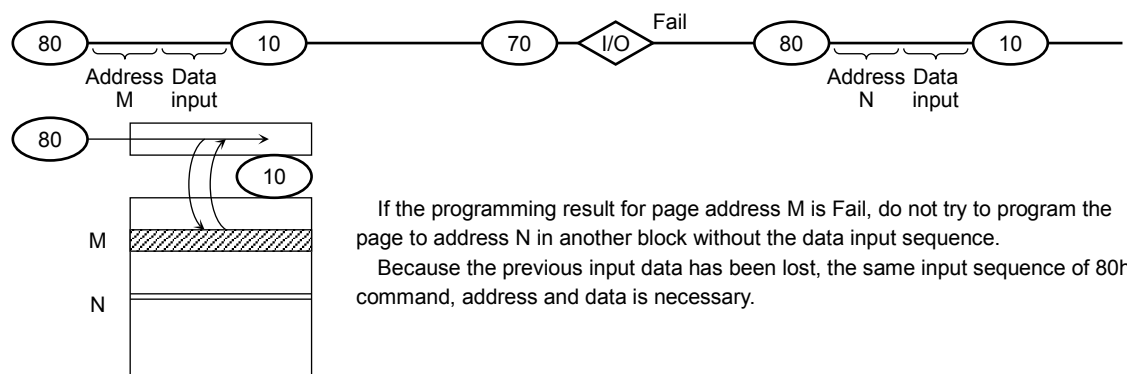 80 10 70 I/O Fail 80 10
Address Data Address Data
M input N input
80
10
M
If the programming result for page address M is Fail, do not try to program the
page to address N in another block without the data input sequence.
Because the previous input data has been lost, the same input sequence of 80h
N
command, address and data is necessary.